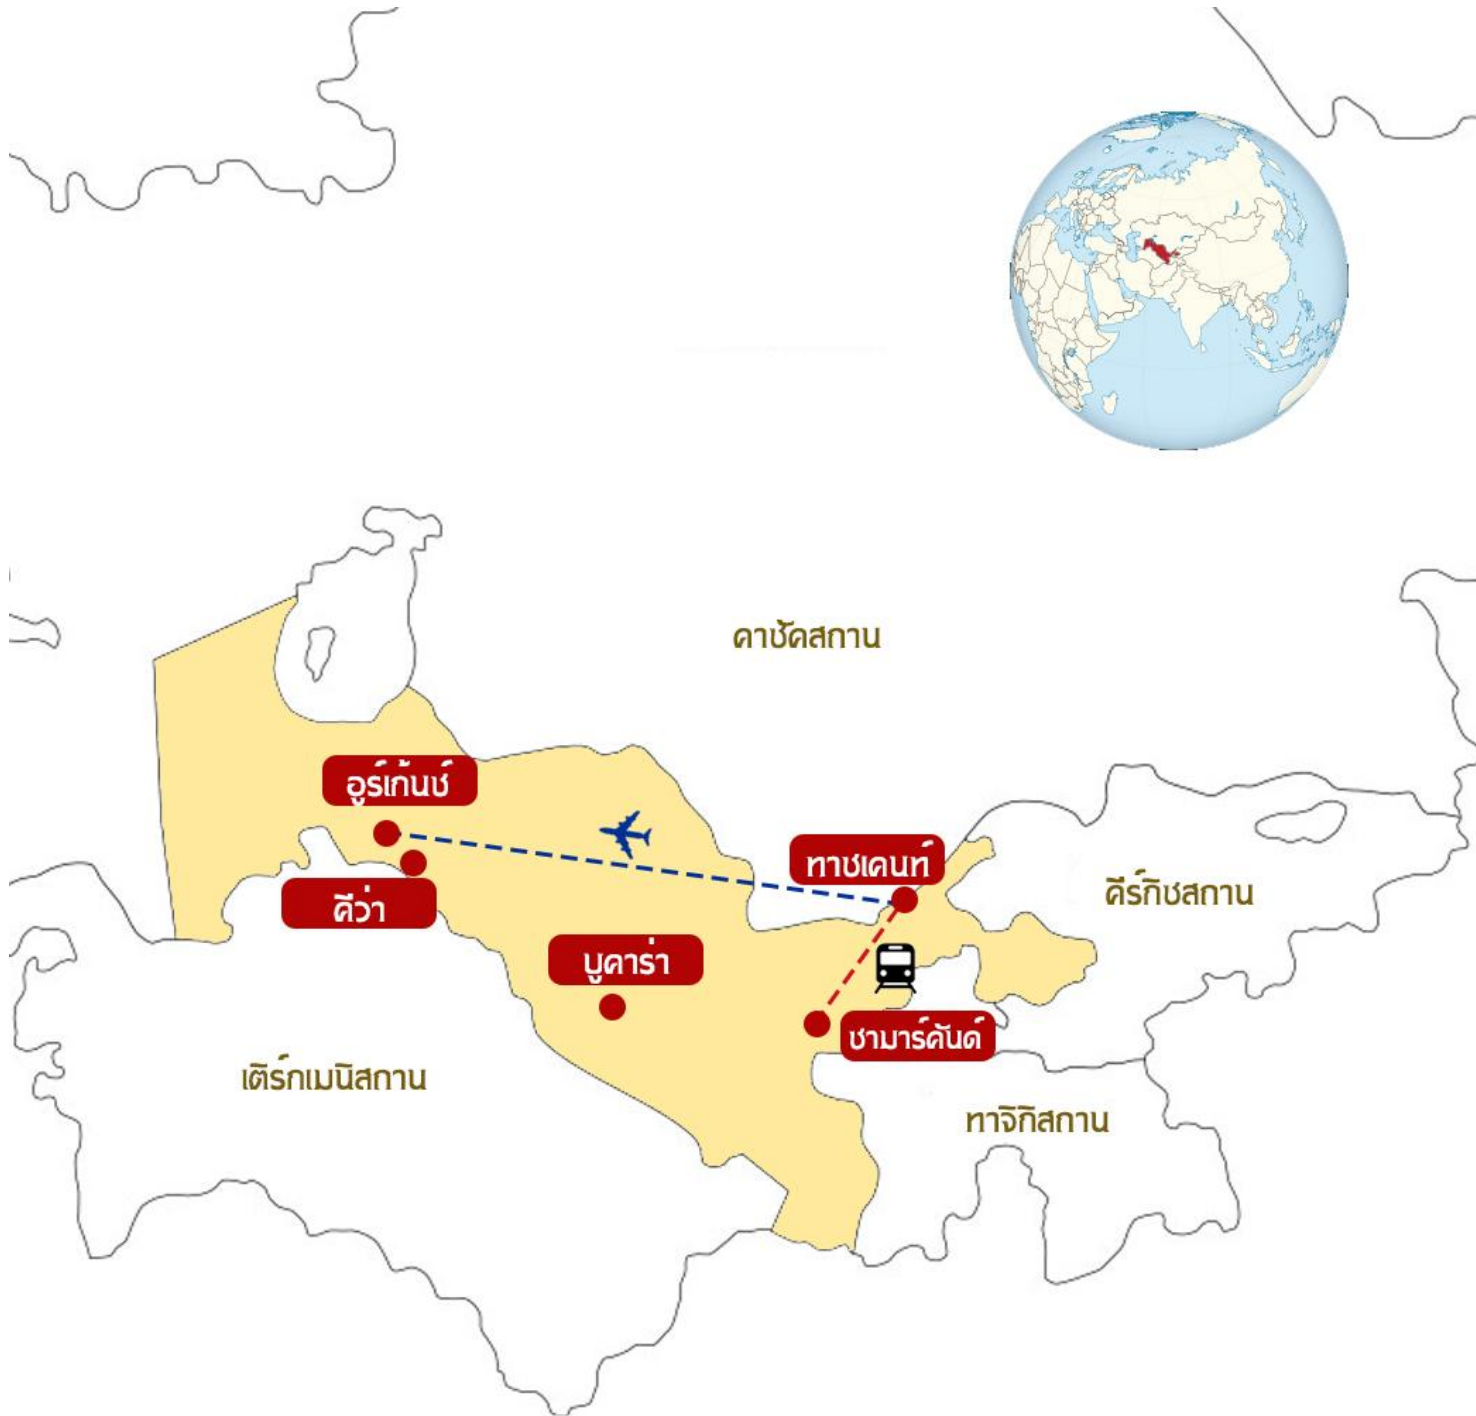 คาซัคสถาน
อูร์เก้นช์
ทาชเคนท์
คีว่า
คีร์กิซสถาน
บูคาร่า
ซามาร์คันด์
เติร์กเมนิสถาน
ทาจิกิสถาน